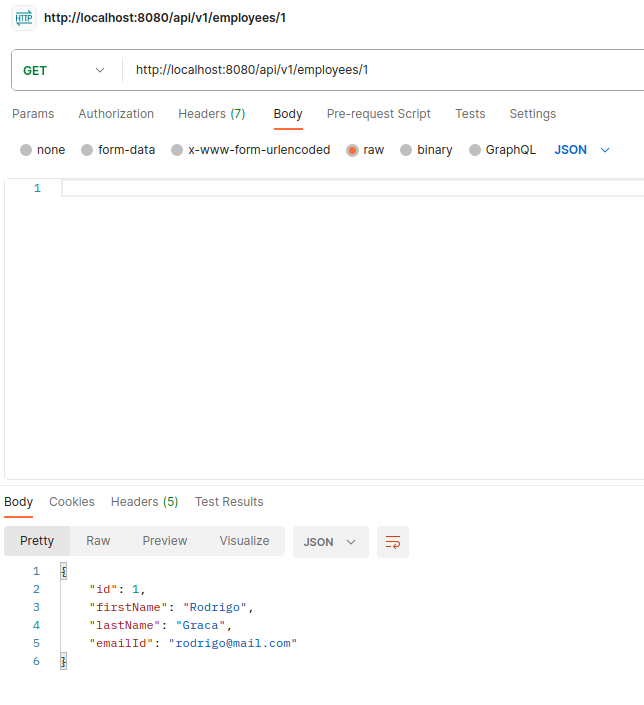 HTTP http://localhost:8080/api/v1/employees/1
GET http://localhost:8080/api/v1/employees/1
Params Authorization Headers (7) Body Pre-request Script Tests Settings
none form-data x-www-form-urlencoded raw binary GraphQL JSON
1
Body Cookies Headers (5) Test Results
Pretty Raw Preview Visualize JSON
1 {
2 "id": 1,
3 "firstName": "Rodrigo",
4 "lastName": "Graca",
5 "emailId": "rodrigo@mail.com"
6 }